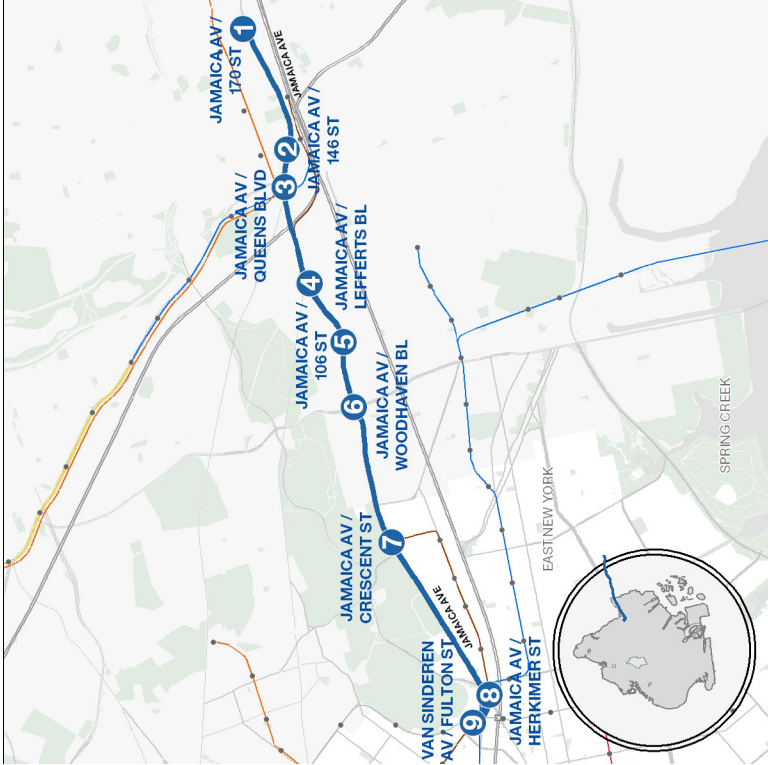 1
JAMAICA AV /
170 ST
JAMAICA AVE
2
JAMAICA AV /
146 ST
3
JAMAICA AV /
QUEENS BLVD
4
JAMAICA AV /
LEFFERTS BL
5
JAMAICA AV /
106 ST
6
JAMAICA AV /
WOODHAVEN BL
7
JAMAICA AV /
CRESCENT ST
JAMAICA AVE
8
JAMAICA AV /
HERKIMER ST
9
VAN SINDEREN
AV / FULTON ST
EAST NEW YORK
SPRING CREEK